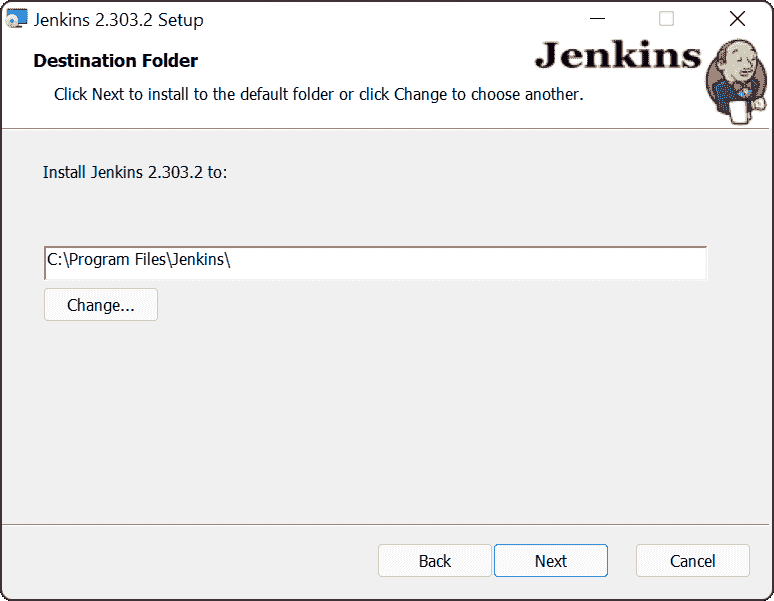 Jenkins 2.303.2 Setup
Destination Folder
Jenkins
Click Next to install to the default folder or click Change to choose another.
Install Jenkins 2.303.2 to:
C:\Program Files\Jenkins\
Change...
Back
Next
Cancel